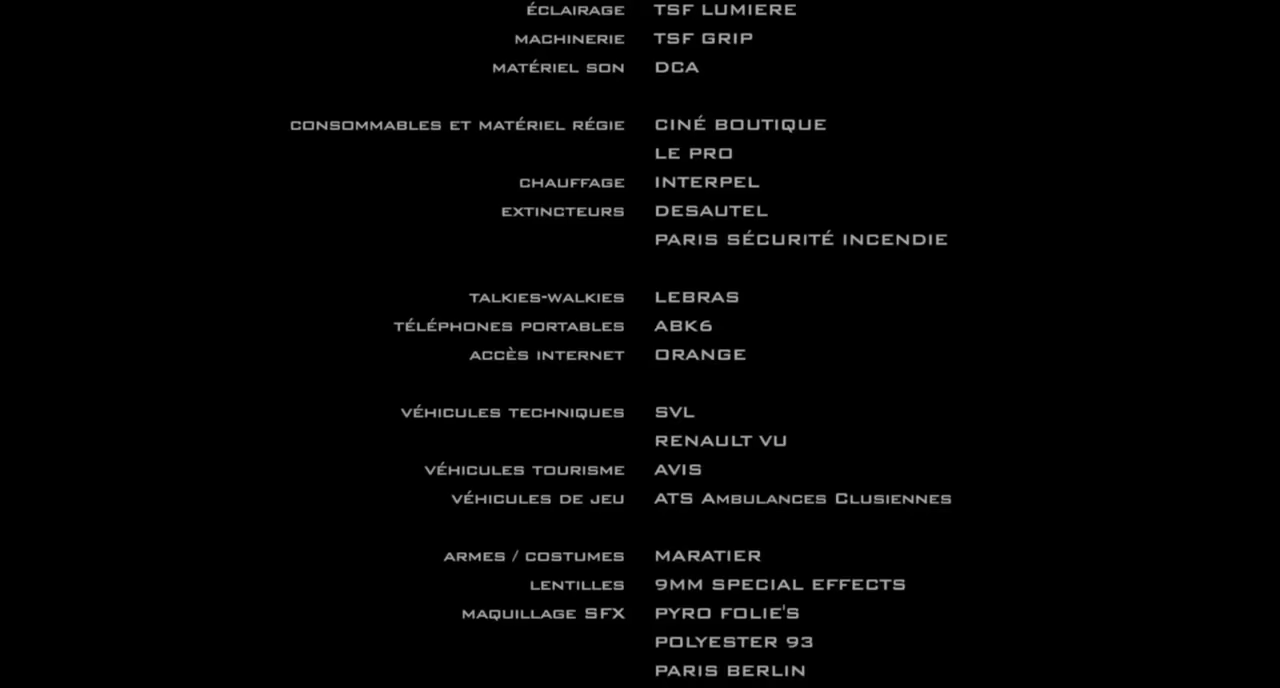 ÉCLAIRAGE TSF LUMIERE
MACHINERIE TSF GRIP
MATÉRIEL SON DCA
CONSOMMABLES ET MATÉRIEL RÉGIE CINÉ BOUTIQUE
LE PRO
CHAUFFAGE INTERPEL
EXTINCTEURS DESAUTEL
PARIS SÉCURITÉ INCENDIE
TALKIES-WALKIES LEBRAS
TÉLÉPHONES PORTABLES ABK6
ACCÈS INTERNET ORANGE
VÉHICULES TECHNIQUES SVL
RENAULT VU
VÉHICULES TOURISME AVIS
VÉHICULES DE JEU ATS AMBULANCES CLUSIENNES
ARMES / COSTUMES MARATIER
LENTILLES 9MM SPECIAL EFFECTS
MAQUILLAGE SFX PYRO FOLIE'S
POLYESTER 93
PARIS BERLIN